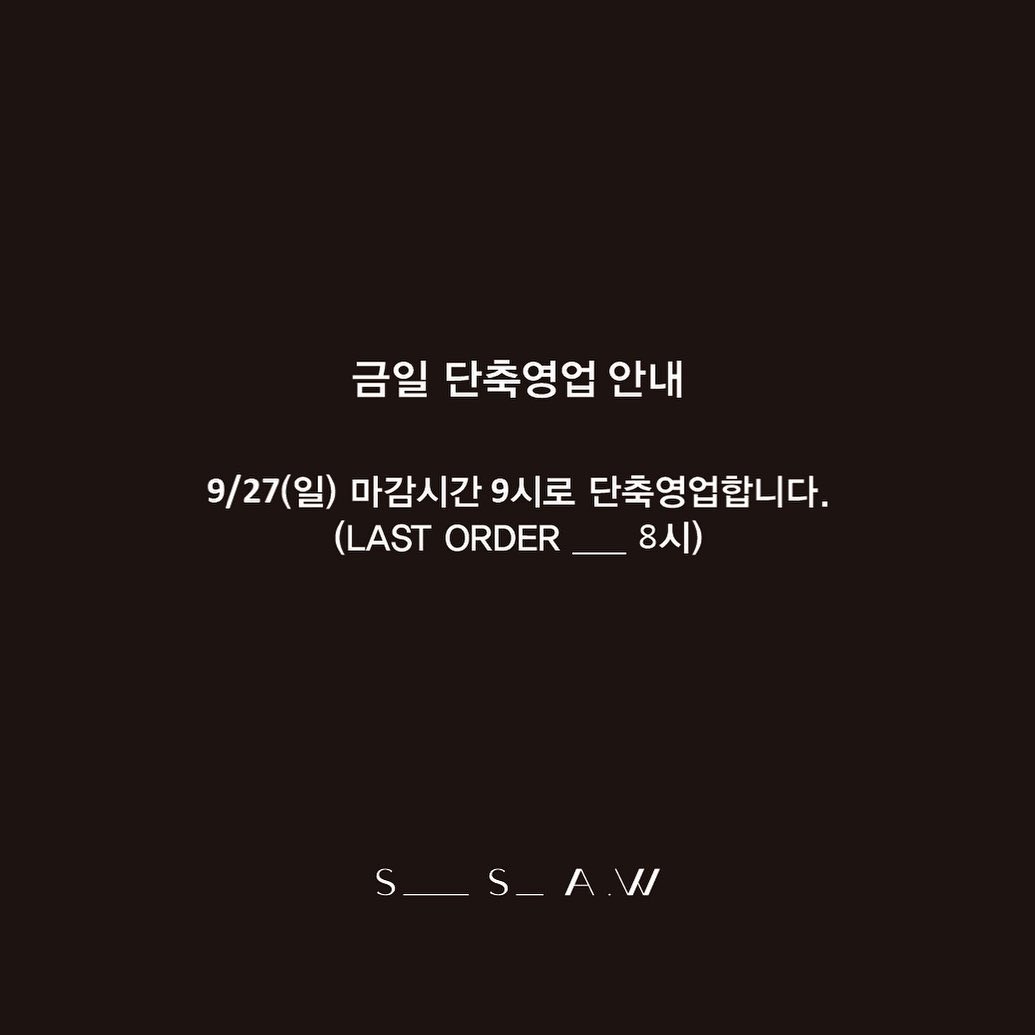 금일 단축영업 안내
9/27(일) 마감시간 9시로 단축영업합니다.
(LAST ORDER ___ 8시)
S___ S_ A.W